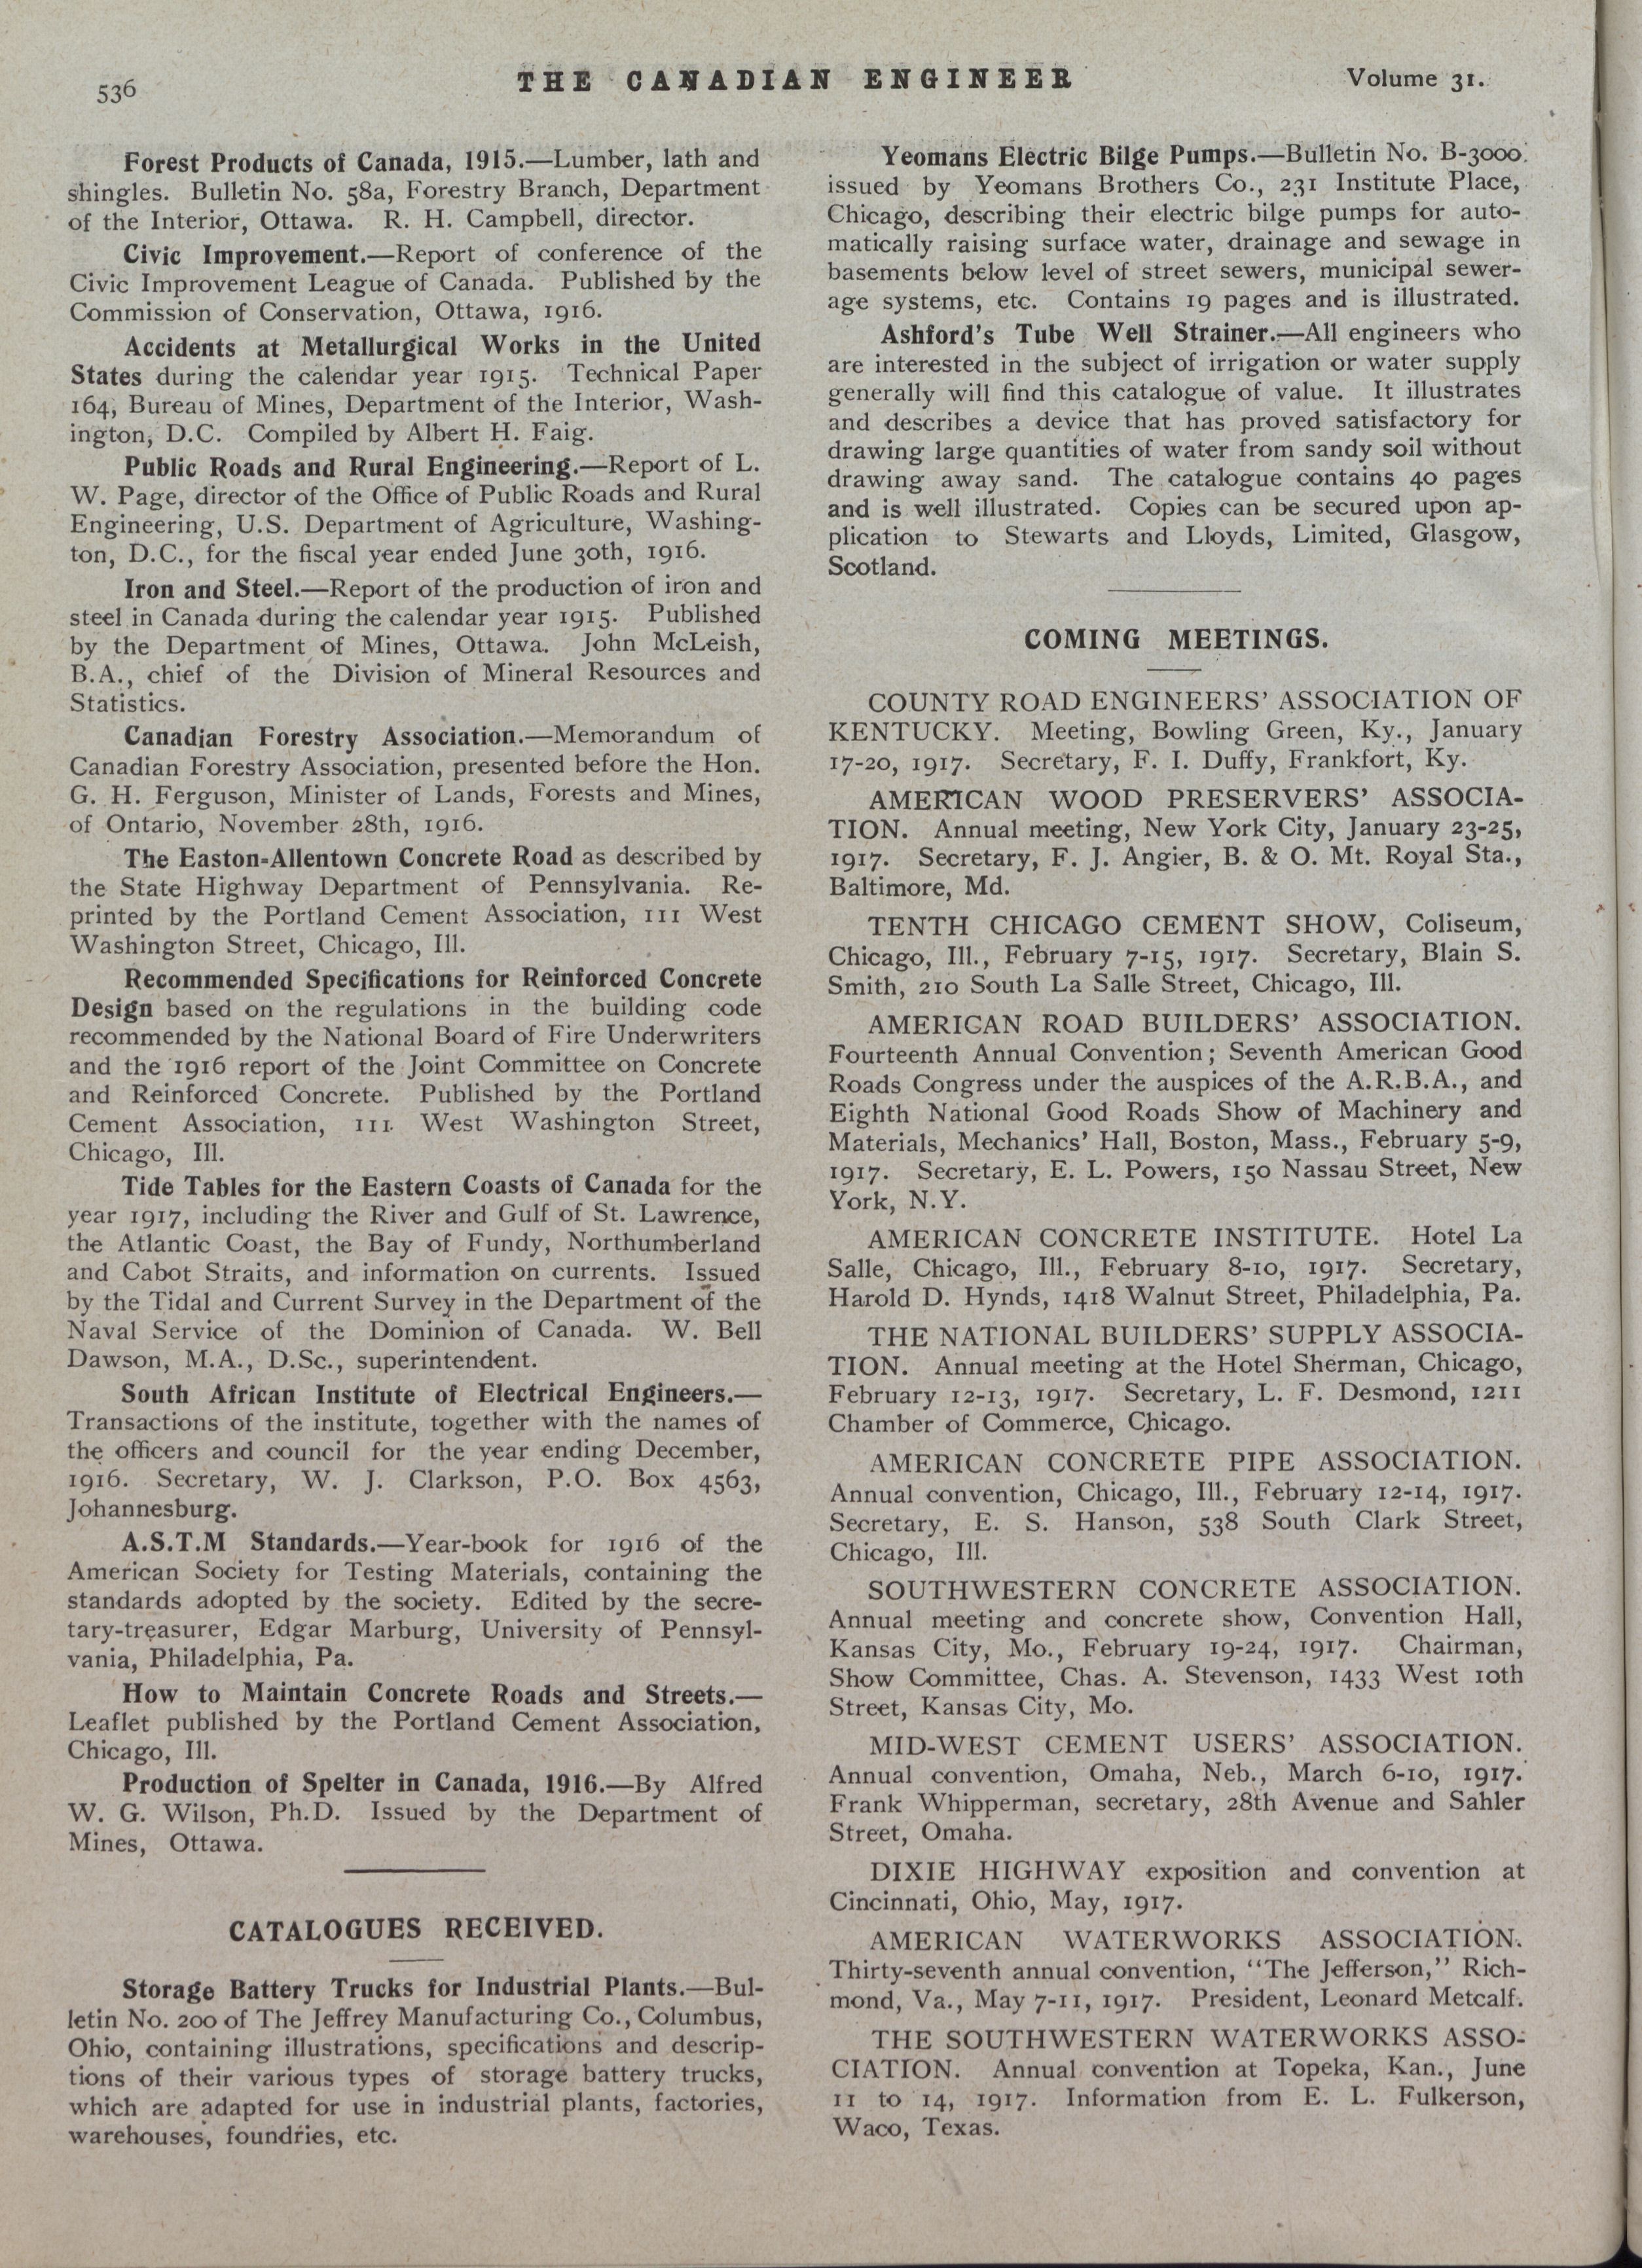 536
THE CANADIAN ENGINEER
Volume 31.
Forest Products of Canada, 1915.—Lumber, lath and
shingles. Bulletin No. 58a, Forestry Branch, Department
of the Interior, Ottawa. R. H. Campbell, director.
Civic Improvement.—Report of conference of the
Civic Improvement League of Canada. Published by the
Commission of Conservation, Ottawa, 1916.
Accidents at Metallurgical Works in the United
States during the calendar year 1915. Technical Paper
164, Bureau of Mines, Department of the Interior, Wash-
ington, D.C. Compiled by Albert H. Faig.
Public Roads and Rural Engineering.—Report of L.
W. Page, director of the Office of Public Roads and Rural
Engineering, U.S. Department of Agriculture, Washing-
ton, D.C., for the fiscal year ended June 30th, 1916.
Iron and Steel.—Report of the production of iron and
steel in Canada during the calendar year 1915. Published
by the Department of Mines, Ottawa. John McLeish,
B.A., chief of the Division of Mineral Resources and
Statistics.
Canadian Forestry Association.—Memorandum of
Canadian Forestry Association, presented before the Hon.
G. H. Ferguson, Minister of Lands, Forests and Mines,
of Ontario, November 28th, 1916.
The Easton-Allentown Concrete Road as described by
the State Highway Department of Pennsylvania. Re-
printed by the Portland Cement Association, 111 West
Washington Street, Chicago, Ill.
Recommended Specifications for Reinforced Concrete
Design based on the regulations in the building code
recommended by the National Board of Fire Underwriters
and the 1916 report of the Joint Committee on Concrete
and Reinforced Concrete. Published by the Portland
Cement Association, 111 West Washington Street,
Chicago, Ill.
Tide Tables for the Eastern Coasts of Canada for the
year 1917, including the River and Gulf of St. Lawrence,
the Atlantic Coast, the Bay of Fundy, Northumberland
and Cabot Straits, and information on currents. Issued
by the Tidal and Current Survey in the Department of the
Naval Service of the Dominion of Canada. W. Bell
Dawson, M.A., D.Sc., superintendent.
South African Institute of Electrical Engineers.—
Transactions of the institute, together with the names of
the officers and council for the year ending December,
1916. Secretary, W. J. Clarkson, P.O. Box 4563,
Johannesburg.
A.S.T.M Standards.—Year-book for 1916 of the
American Society for Testing Materials, containing the
standards adopted by the society. Edited by the secre-
tary-treasurer, Edgar Marburg, University of Pennsyl-
vania, Philadelphia, Pa.
How to Maintain Concrete Roads and Streets.—
Leaflet published by the Portland Cement Association,
Chicago, Ill.
Production of Spelter in Canada, 1916.—By Alfred
W. G. Wilson, Ph.D. Issued by the Department of
Mines, Ottawa.
CATALOGUES RECEIVED.
Storage Battery Trucks for Industrial Plants.—Bul-
letin No. 200 of The Jeffrey Manufacturing Co., Columbus,
Ohio, containing illustrations, specifications and descrip-
tions of their various types of storage battery trucks,
which are adapted for use in industrial plants, factories,
warehouses, foundries, etc.
Yeomans Electric Bilge Pumps.—Bulletin No. B-3000
issued by Yeomans Brothers Co., 231 Institute Place,
Chicago, describing their electric bilge pumps for auto-
matically raising surface water, drainage and sewage in
basements below level of street sewers, municipal sewer-
age systems, etc. Contains 19 pages and is illustrated.
Ashford's Tube Well Strainer.—All engineers who
are interested in the subject of irrigation or water supply
generally will find this catalogue of value. It illustrates
and describes a device that has proved satisfactory for
drawing large quantities of water from sandy soil without
drawing away sand. The catalogue contains 40 pages
and is well illustrated. Copies can be secured upon ap-
plication to Stewarts and Lloyds, Limited, Glasgow,
Scotland.
COMING MEETINGS.
COUNTY ROAD ENGINEERS' ASSOCIATION OF
KENTUCKY. Meeting, Bowling Green, Ky., January
17-20, 1917. Secretary, F. I. Duffy, Frankfort, Ky.
AMERICAN WOOD PRESERVERS' ASSOCIA-
TION. Annual meeting, New York City, January 23-25,
1917. Secretary, F. J. Angier, B. & O. Mt. Royal Sta.,
Baltimore, Md.
TENTH CHICAGO CEMENT SHOW, Coliseum,
Chicago, Ill., February 7-15, 1917. Secretary, Blain S.
Smith, 210 South La Salle Street, Chicago, Ill.
AMERICAN ROAD BUILDERS' ASSOCIATION.
Fourteenth Annual Convention; Seventh American Good
Roads Congress under the auspices of the A.R.B.A., and
Eighth National Good Roads Show of Machinery and
Materials, Mechanics' Hall, Boston, Mass., February 5-9,
1917. Secretary, E. L. Powers, 150 Nassau Street, New
York, N.Y.
AMERICAN CONCRETE INSTITUTE. Hotel La
Salle, Chicago, Ill., February 8-10, 1917. Secretary,
Harold D. Hynds, 1418 Walnut Street, Philadelphia, Pa.
THE NATIONAL BUILDERS' SUPPLY ASSOCIA-
TION. Annual meeting at the Hotel Sherman, Chicago,
February 12-13, 1917. Secretary, L. F. Desmond, 1211
Chamber of Commerce, Chicago.
AMERICAN CONCRETE PIPE ASSOCIATION.
Annual convention, Chicago, Ill., February 12-14, 1917.
Secretary, E. S. Hanson, 538 South Clark Street,
Chicago, Ill.
SOUTHWESTERN CONCRETE ASSOCIATION.
Annual meeting and concrete show, Convention Hall,
Kansas City, Mo., February 19-24, 1917. Chairman,
Show Committee, Chas. A. Stevenson, 1433 West 10th
Street, Kansas City, Mo.
MID-WEST CEMENT USERS' ASSOCIATION.
Annual convention, Omaha, Neb., March 6-10, 1917.
Frank Whipperman, secretary, 28th Avenue and Sahler
Street, Omaha.
DIXIE HIGHWAY exposition and convention at
Cincinnati, Ohio, May, 1917.
AMERICAN WATERWORKS ASSOCIATION.
Thirty-seventh annual convention, "The Jefferson," Rich-
mond, Va., May 7-11, 1917. President, Leonard Metcalf.
THE SOUTHWESTERN WATERWORKS ASSO-
CIATION. Annual convention at Topeka, Kan., June
11 to 14, 1917. Information from E. L. Fulkerson,
Waco, Texas.